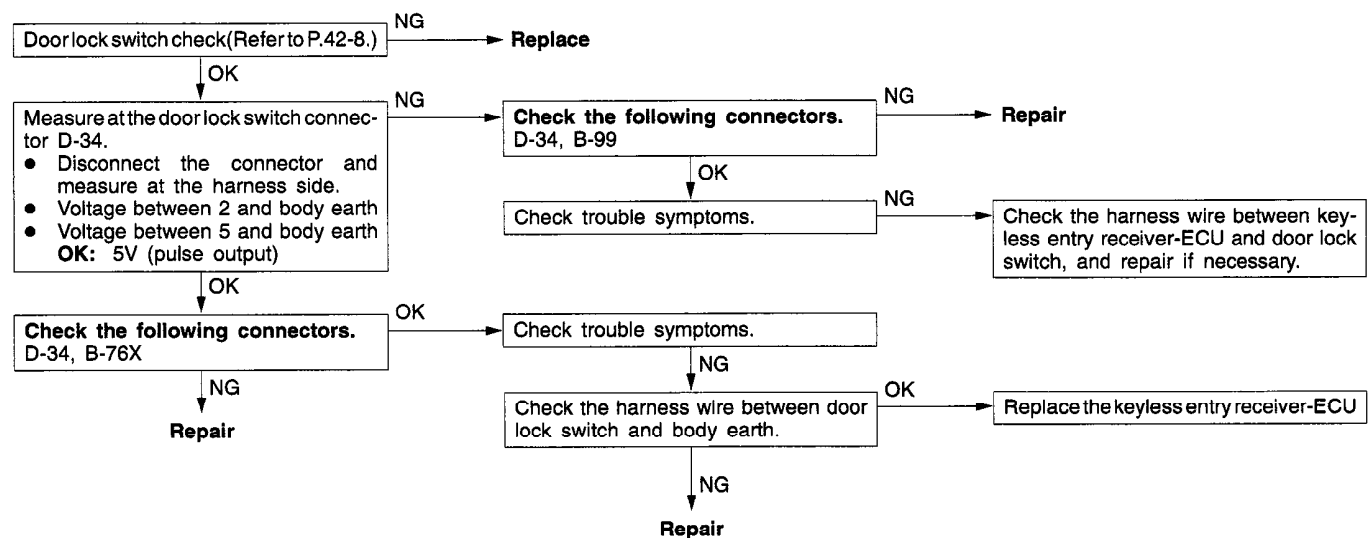 Door lock switch check(Refer to P.42-8.)
NG
Replace
OK
Measure at the door lock switch connec-
tor D-34.
● Disconnect the connector and
measure at the harness side.
● Voltage between 2 and body earth
● Voltage between 5 and body earth
OK: 5V (pulse output)
NG
Check the following connectors.
D-34, B-99
NG
Repair
OK
Check trouble symptoms.
NG
Check the harness wire between key-
less entry receiver-ECU and door lock
switch, and repair if necessary.
OK
Check the following connectors.
D-34, B-76X
OK
Check trouble symptoms.
NG
Repair
NG
Check the harness wire between door
lock switch and body earth.
OK
Replace the keyless entry receiver-ECU
NG
Repair